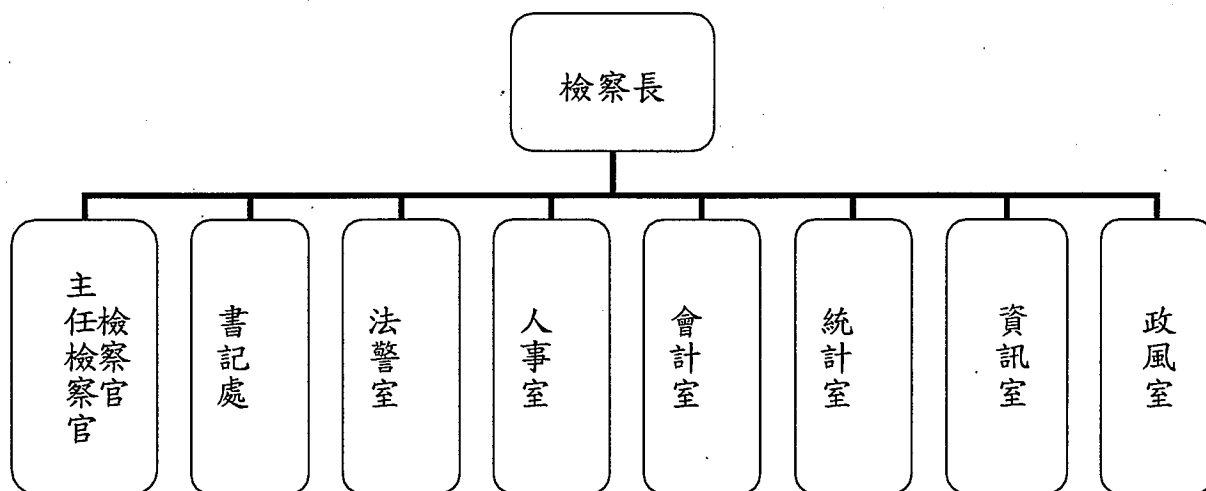 檢察長
主任檢察官
檢察官
書記處
法警室
人事室
會計室
統計室
資訊室
政風室